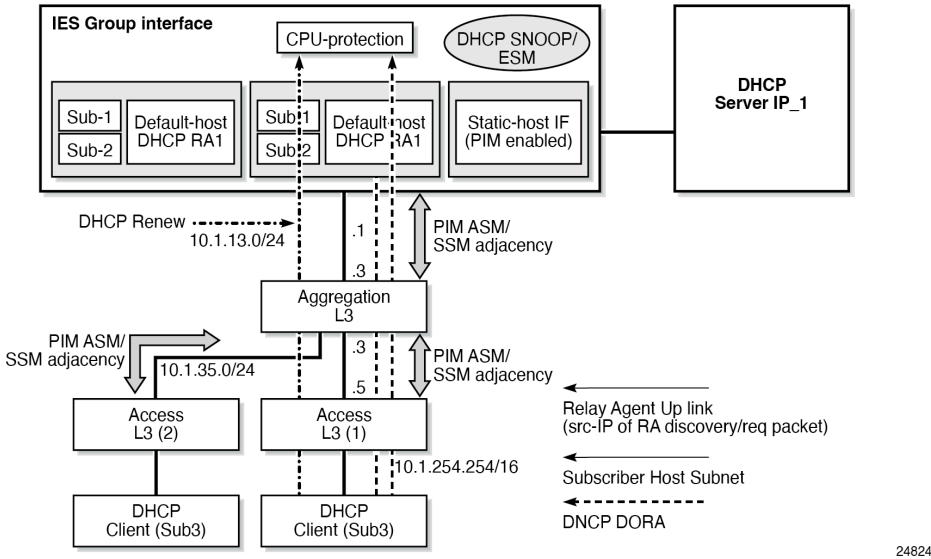 IES Group interface
CPU-protection
DHCP SNOOP/
ESM
DHCP
Server IP_1
Sub-1
Sub-2
Default-host
DHCP RA1
Sub-1
Sub-2
Default-host
DHCP RA1
Static-host IF
(PIM enabled)
DHCP Renew
10.1.13.0/24
.1
.3
PIM ASM/
SSM adjacency
Aggregation
L3
PIM ASM/
SSM adjacency
10.1.35.0/24
.3
.5
PIM ASM/
SSM adjacency
Access
L3 (2)
Access
L3 (1)
10.1.254.254/16
DHCP
Client (Sub3)
DHCP
Client (Sub3)
Relay Agent Up link
(src-IP of RA discovery/req packet)
Subscriber Host Subnet
DNCP DORA
24824